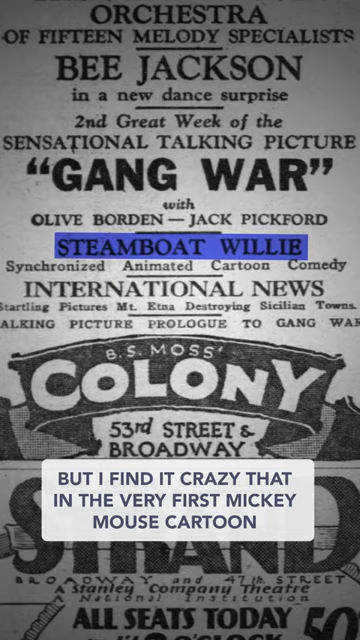 ORCHESTRA
OF FIFTEEN MELODY SPECIALISTS
BEE JACKSON
in a new dance surprise
2nd Great Week of the
SENSATIONAL TALKING PICTURE
"GANG WAR"
with
OLIVE BORDEN — JACK PICKFORD
STEAMBOAT WILLIE
Synchronized Animated Cartoon Comedy
INTERNATIONAL NEWS
Startling Pictures Mt. Etna Destroying Sicilian Towns.
TALKING PICTURE PROLOGUE TO GANG WAR
B.S. MOSS'
COLONY
53rd STREET &
BROADWAY
BUT I FIND IT CRAZY THAT
IN THE VERY FIRST MICKEY
MOUSE CARTOON
STRAND
BROADWAY and 47th STREET
A Stanley Company Theatre
A National Institution
ALL SEATS TODAY 50